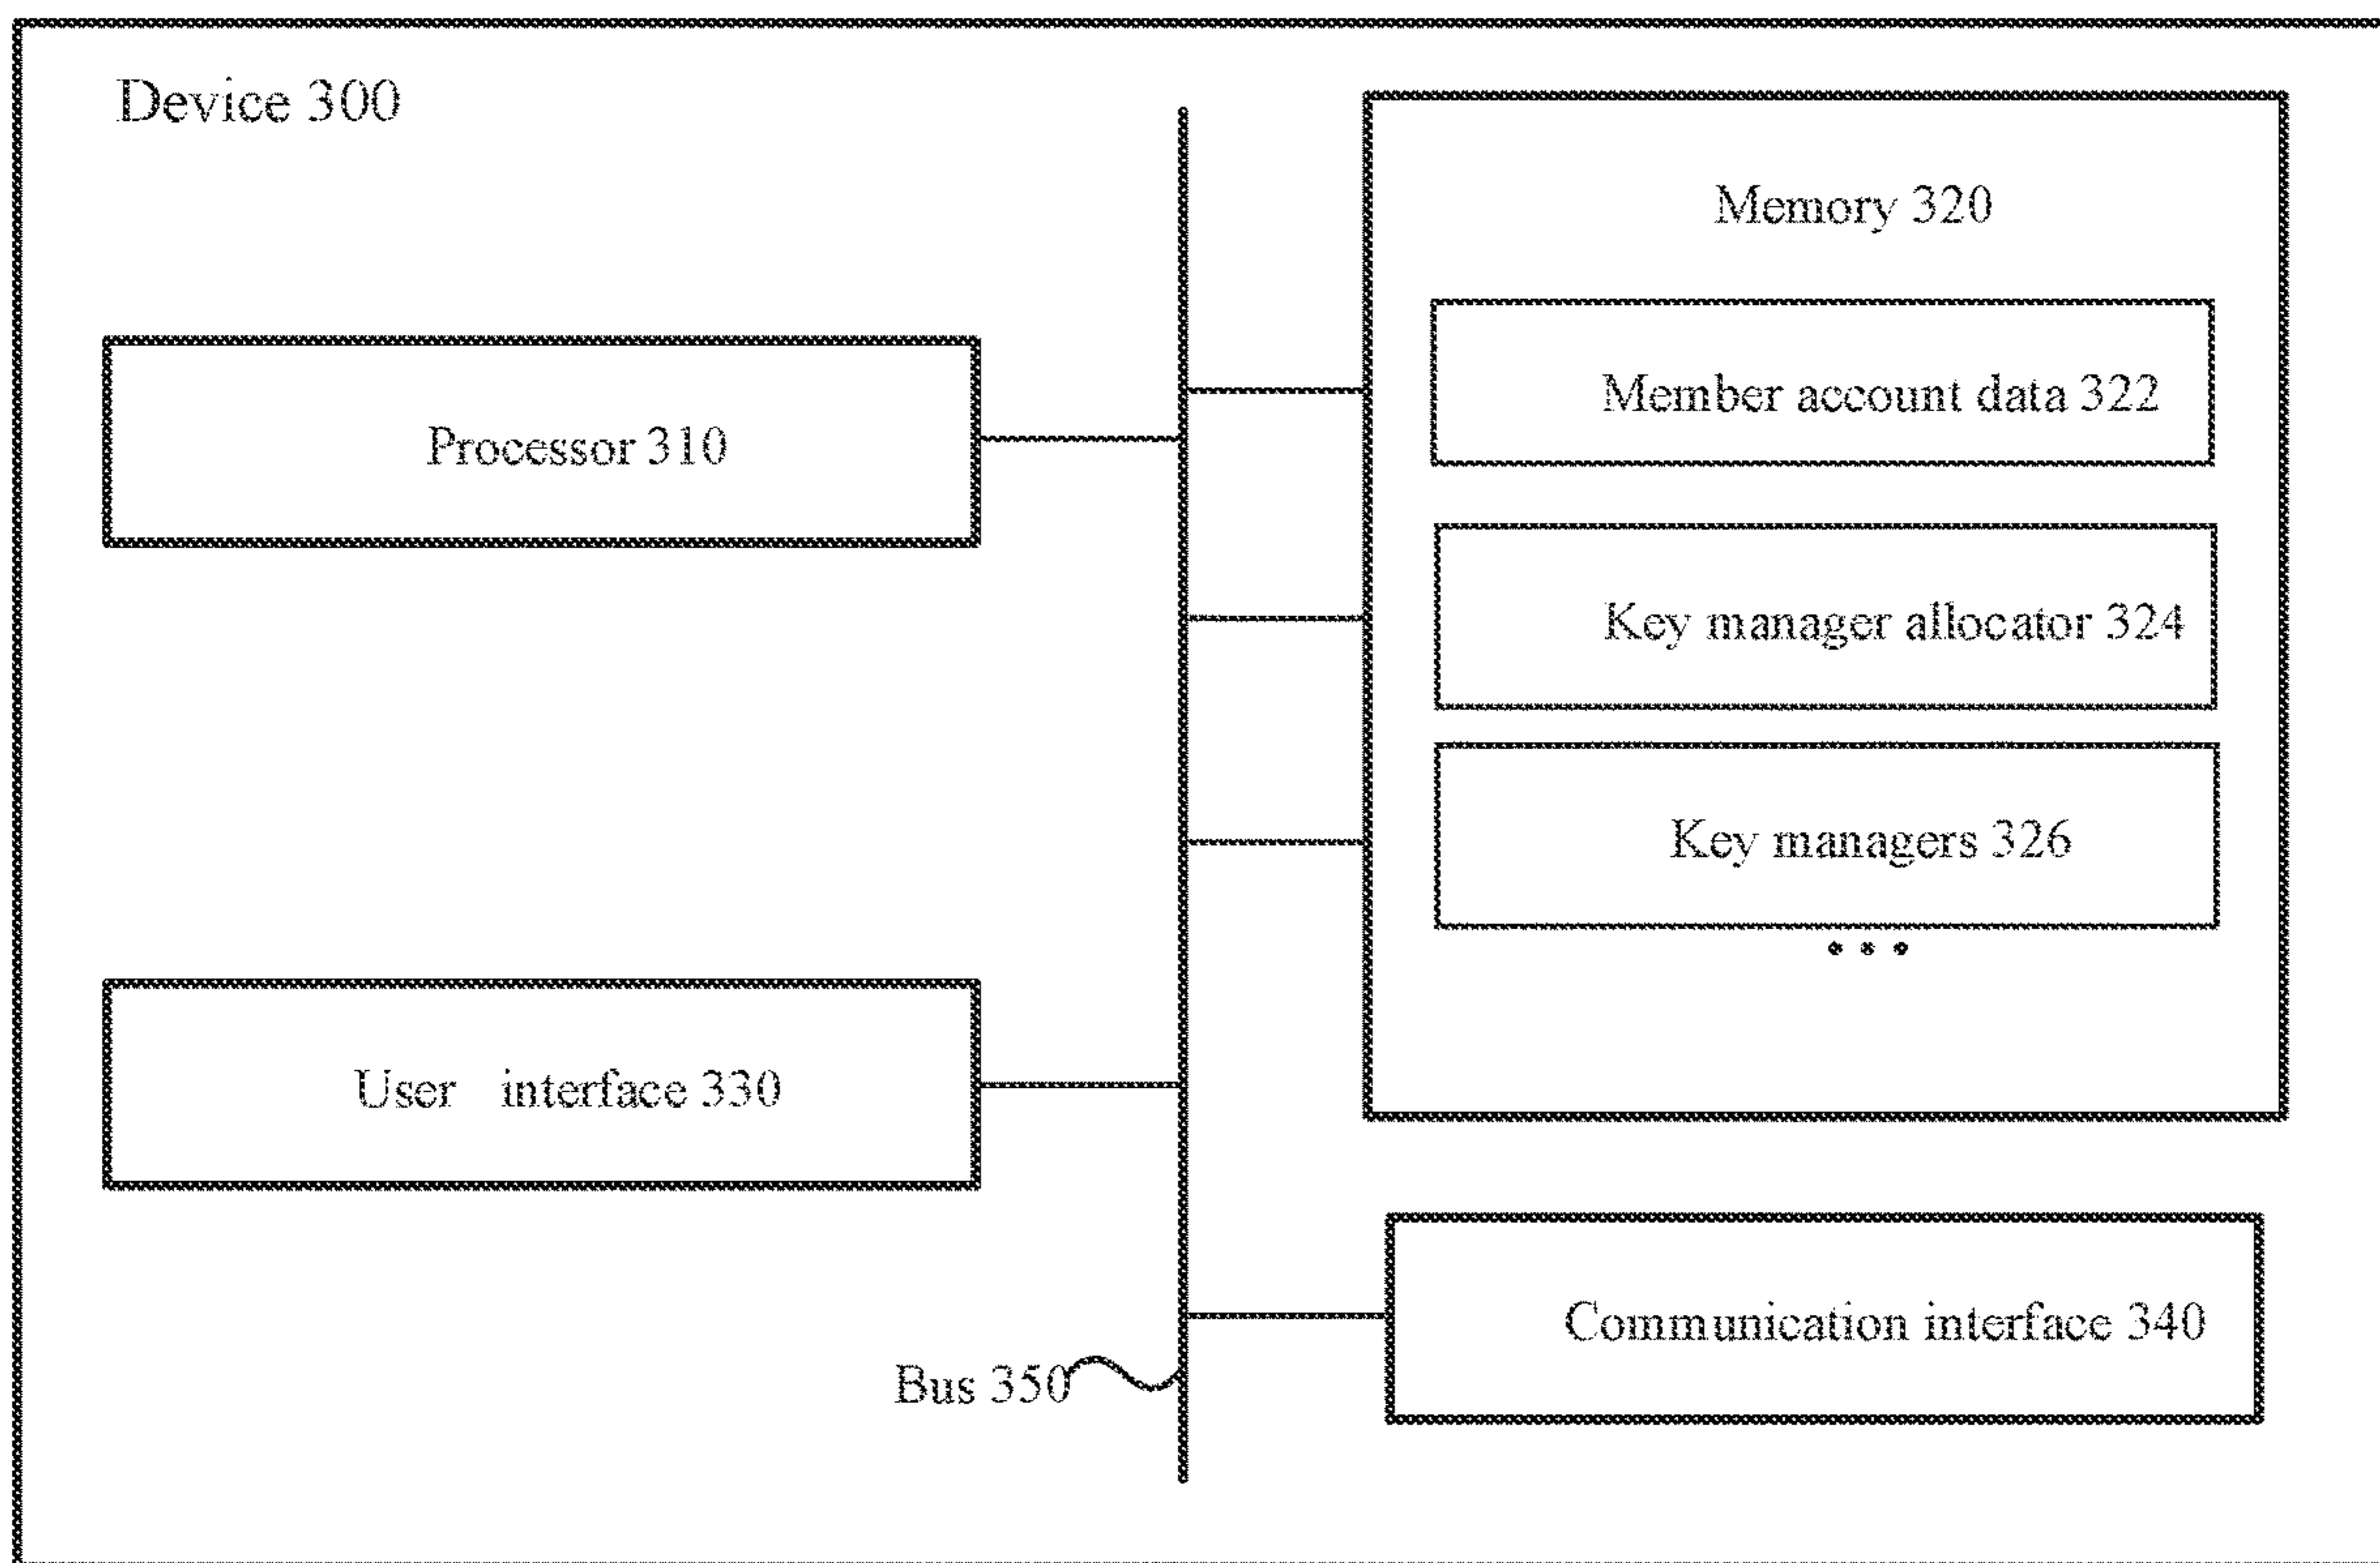 Device 300
Memory 320
Member account data 322
Processor 310
Key manager allocator 324
Key managers 326
...
User interface 330
Communication interface 340
Bus 350